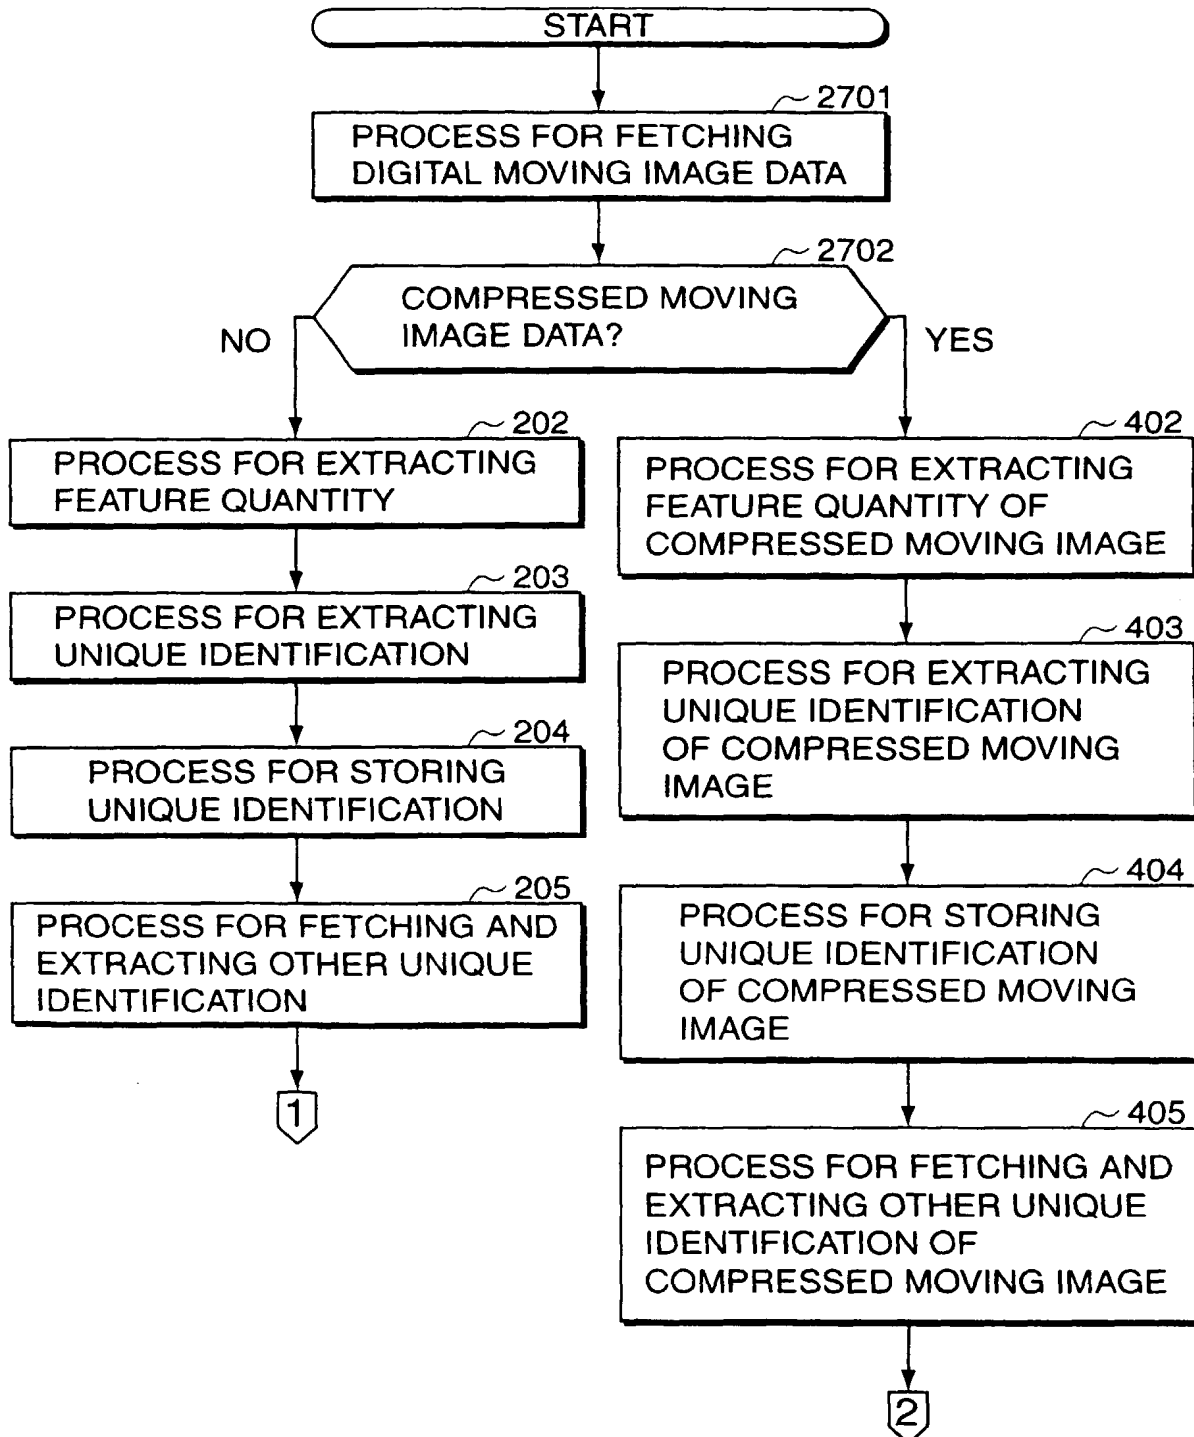 START
2701
PROCESS FOR FETCHING
DIGITAL MOVING IMAGE DATA
2702
COMPRESSED MOVING
IMAGE DATA?
NO
YES
202
PROCESS FOR EXTRACTING
FEATURE QUANTITY
203
PROCESS FOR EXTRACTING
UNIQUE IDENTIFICATION
204
PROCESS FOR STORING
UNIQUE IDENTIFICATION
205
PROCESS FOR FETCHING AND
EXTRACTING OTHER UNIQUE
IDENTIFICATION
1
402
PROCESS FOR EXTRACTING
FEATURE QUANTITY OF
COMPRESSED MOVING IMAGE
403
PROCESS FOR EXTRACTING
UNIQUE IDENTIFICATION
OF COMPRESSED MOVING
IMAGE
404
PROCESS FOR STORING
UNIQUE IDENTIFICATION
OF COMPRESSED MOVING
IMAGE
405
PROCESS FOR FETCHING AND
EXTRACTING OTHER UNIQUE
IDENTIFICATION OF
COMPRESSED MOVING IMAGE
2